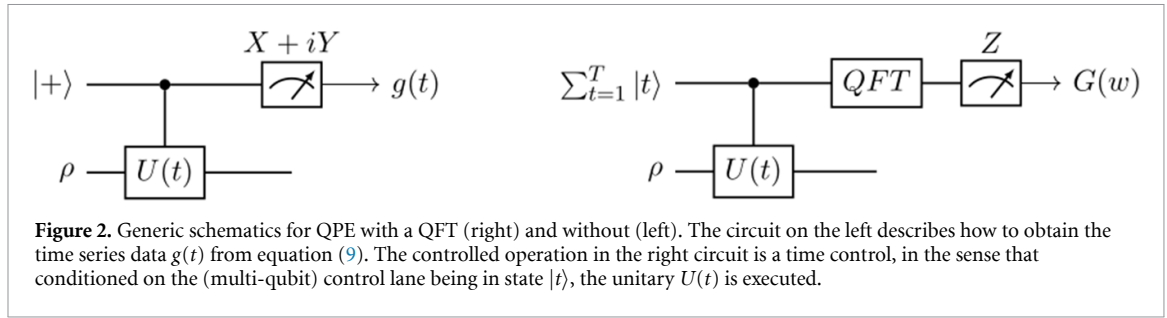 X + iY
|+⟩
g(t)
ρ
U(t)
Z
∑ᵀₜ₌₁ |t⟩
QFT
G(w)
ρ
U(t)
Figure 2. Generic schematics for QPE with a QFT (right) and without (left). The circuit on the left describes how to obtain the
time series data g(t) from equation (9). The controlled operation in the right circuit is a time control, in the sense that
conditioned on the (multi-qubit) control lane being in state |t⟩, the unitary U(t) is executed.